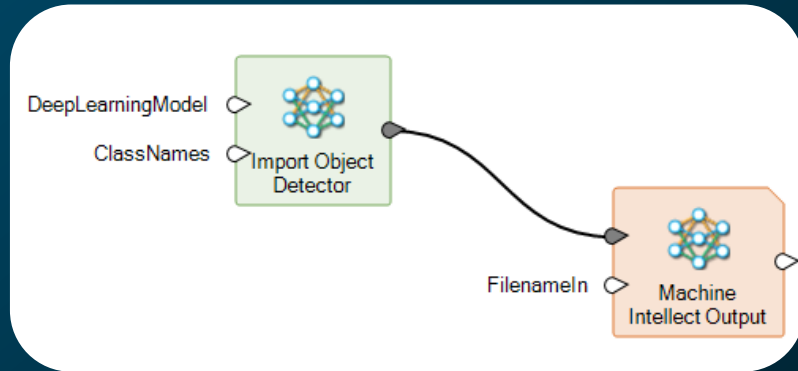 DeepLearningModel
ClassNames
Import Object
Detector
FilenameIn
Machine
Intellect Output